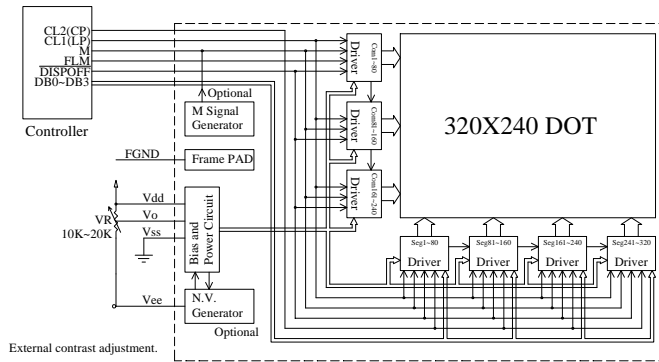 CL2(CP)
CL1(LP)
M
FLM
DISPOFF
DB0~DB3
Controller
Optional
M Signal
Generator
FGND
Frame PAD
Vdd
Vo
VR
10K~20K
Vss
Vee
Bias and
Power Circuit
N.V.
Generator
Optional
External contrast adjustment.
Driver
Com1~80
Driver
Com81~160
Driver
Com161~240
320X240 DOT
Seg1~80
Driver
Seg81~160
Driver
Seg161~240
Driver
Seg241~320
Driver